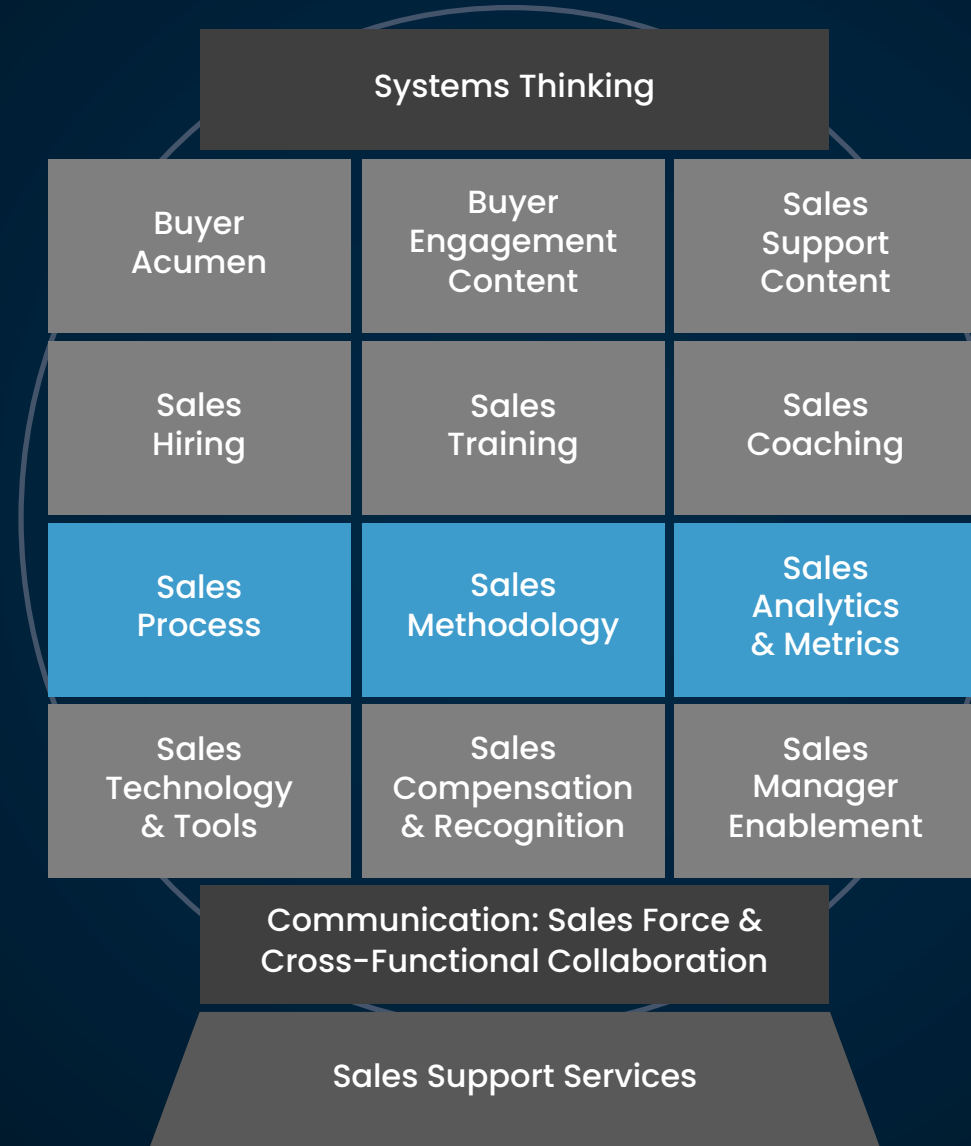 Systems Thinking
Buyer
Acumen
Buyer
Engagement
Content
Sales
Support
Content
Sales
Hiring
Sales
Training
Sales
Coaching
Sales
Process
Sales
Methodology
Sales
Analytics
& Metrics
Sales
Technology
& Tools
Sales
Compensation
& Recognition
Sales
Manager
Enablement
Communication: Sales Force &
Cross-Functional Collaboration
Sales Support Services